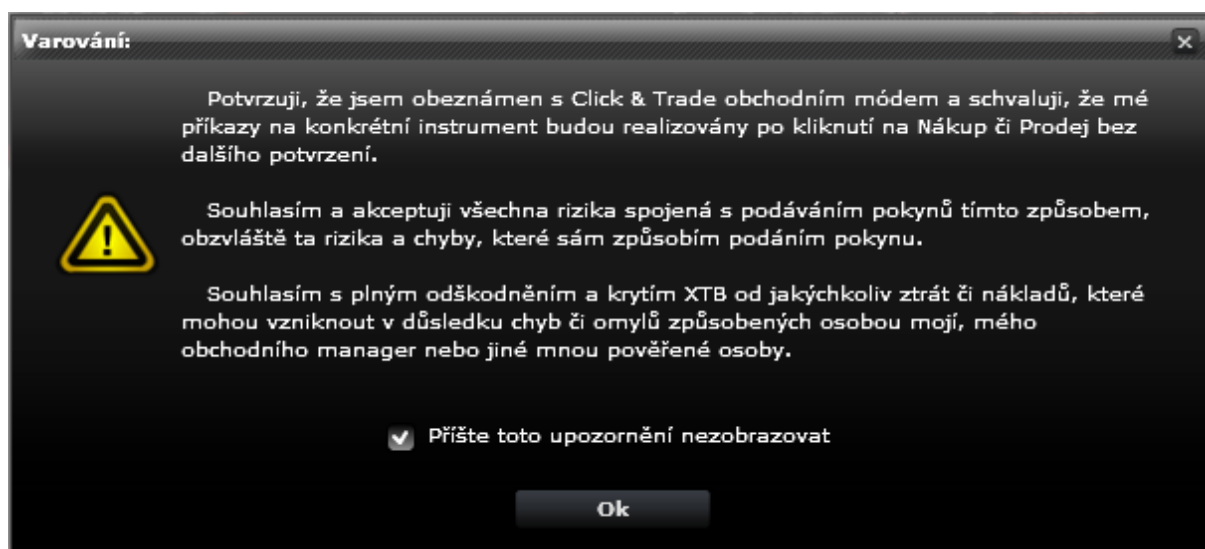 Varování:
Potvrzuji, že jsem obeznámen s Click & Trade obchodním módem a schvaluji, že mé
příkazy na konkrétní instrument budou realizovány po kliknutí na Nákup či Prodej bez
dalšího potvrzení.
Souhlasím a akceptuji všechna rizika spojená s podáváním pokynů tímto způsobem,
obzvláště ta rizika a chyby, které sám způsobím podáním pokynu.
Souhlasím s plným odškodněním a krytím XTB od jakýchkoliv ztrát či nákladů, které
mohou vzniknout v důsledku chyb či omylů způsobených osobou mojí, mého
obchodního manager nebo jiné mnou pověřené osoby.
Příšte toto upozornění nezobrazovat
Ok